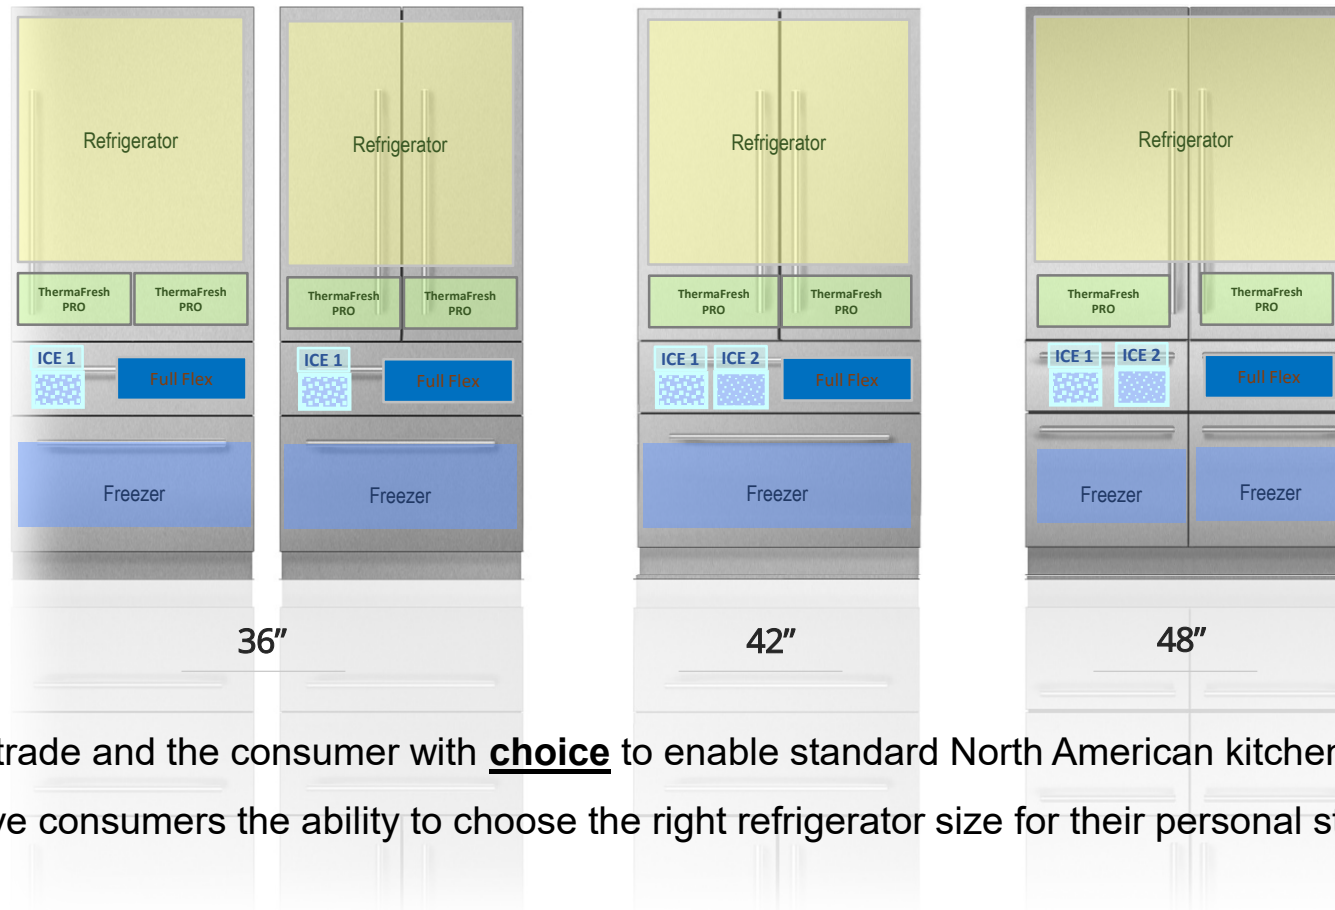 Refrigerator
Refrigerator
Refrigerator
Refrigerator
ThermaFresh
PRO
ThermaFresh
PRO
ThermaFresh
PRO
ThermaFresh
PRO
ThermaFresh
PRO
ThermaFresh
PRO
ThermaFresh
PRO
ThermaFresh
PRO
ICE 1
Full Flex
ICE 1
Full Flex
ICE 1
ICE 2
Full Flex
ICE 1
ICE 2
Full Flex
Freezer
Freezer
Freezer
Freezer
Freezer
36”
42”
48”
trade and the consumer with choice to enable standard North American kitchen
consumers the ability to choose the right refrigerator size for their personal